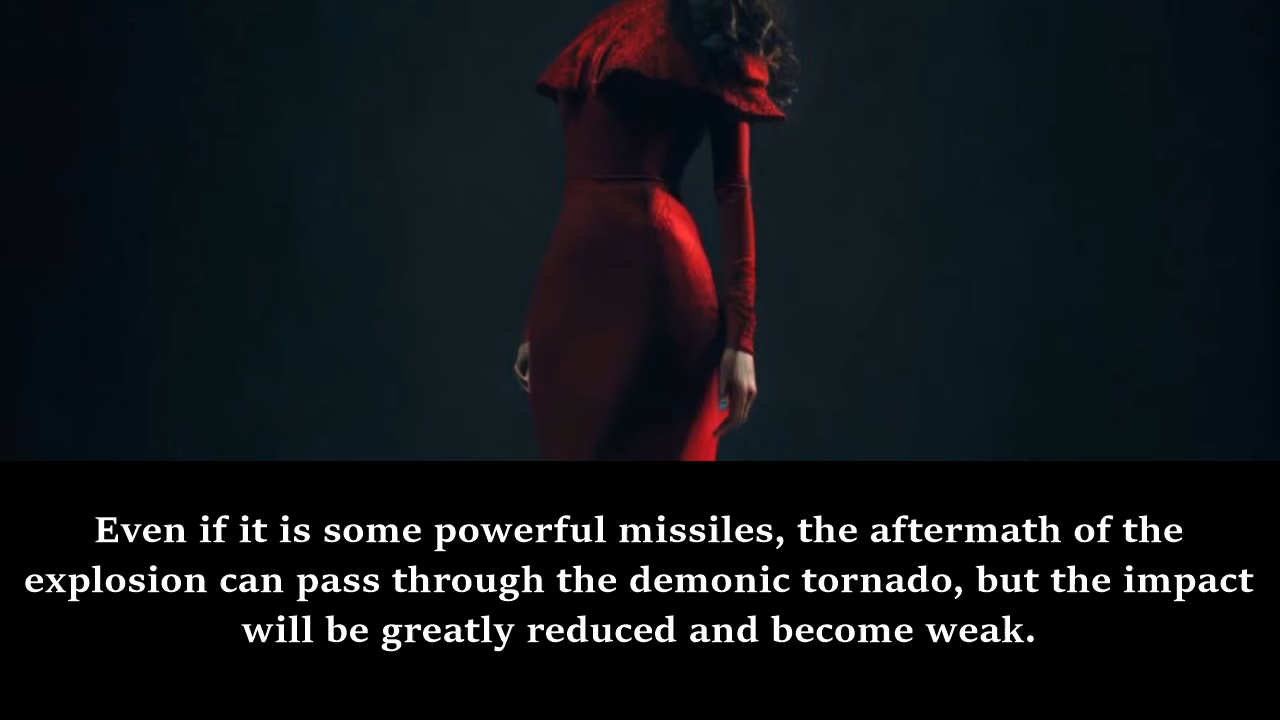 Even if it is some powerful missiles, the aftermath of the
explosion can pass through the demonic tornado, but the impact
will be greatly reduced and become weak.